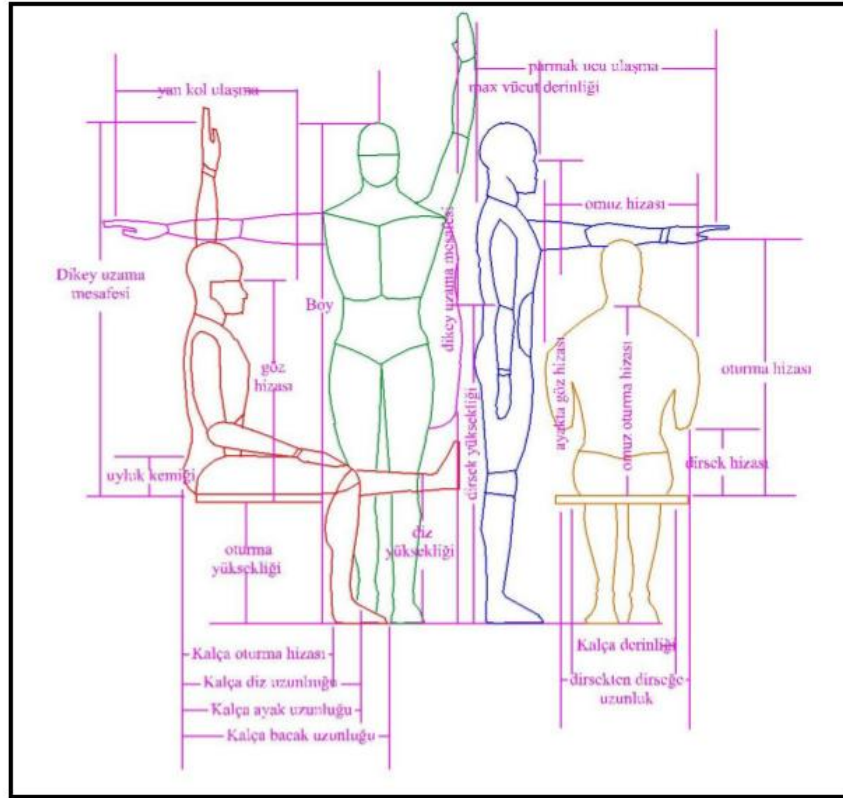 parmak ucu ulaşma
max vücut derinliği
yan kol ulaşma
omuz hizası
Dikey uzama
mesafesi
Boy
dikey uzama mesafesi
göz
hizası
ayakta göz hizası
omuz oturma hizası
oturma hizası
dirsek yüksekliği
dirsek hizası
uyluk kemiği
oturma
yüksekliği
diz
yüksekliği
Kalça oturma hizası
Kalça diz uzunluğu
Kalça ayak uzunluğu
Kalça bacak uzunluğu
Kalça derinliği
dirsekten dirseğe
uzunluk